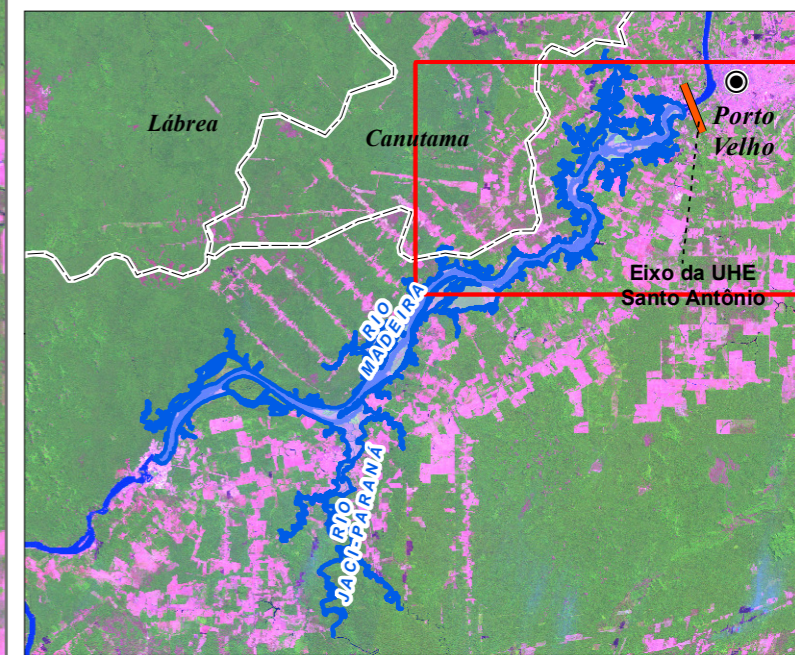 Lábrea
Canutama
Porto
Velho
Eixo da UHE
Santo Antônio
RIO
MADEIRA
RIO
JACI-PARANÁ